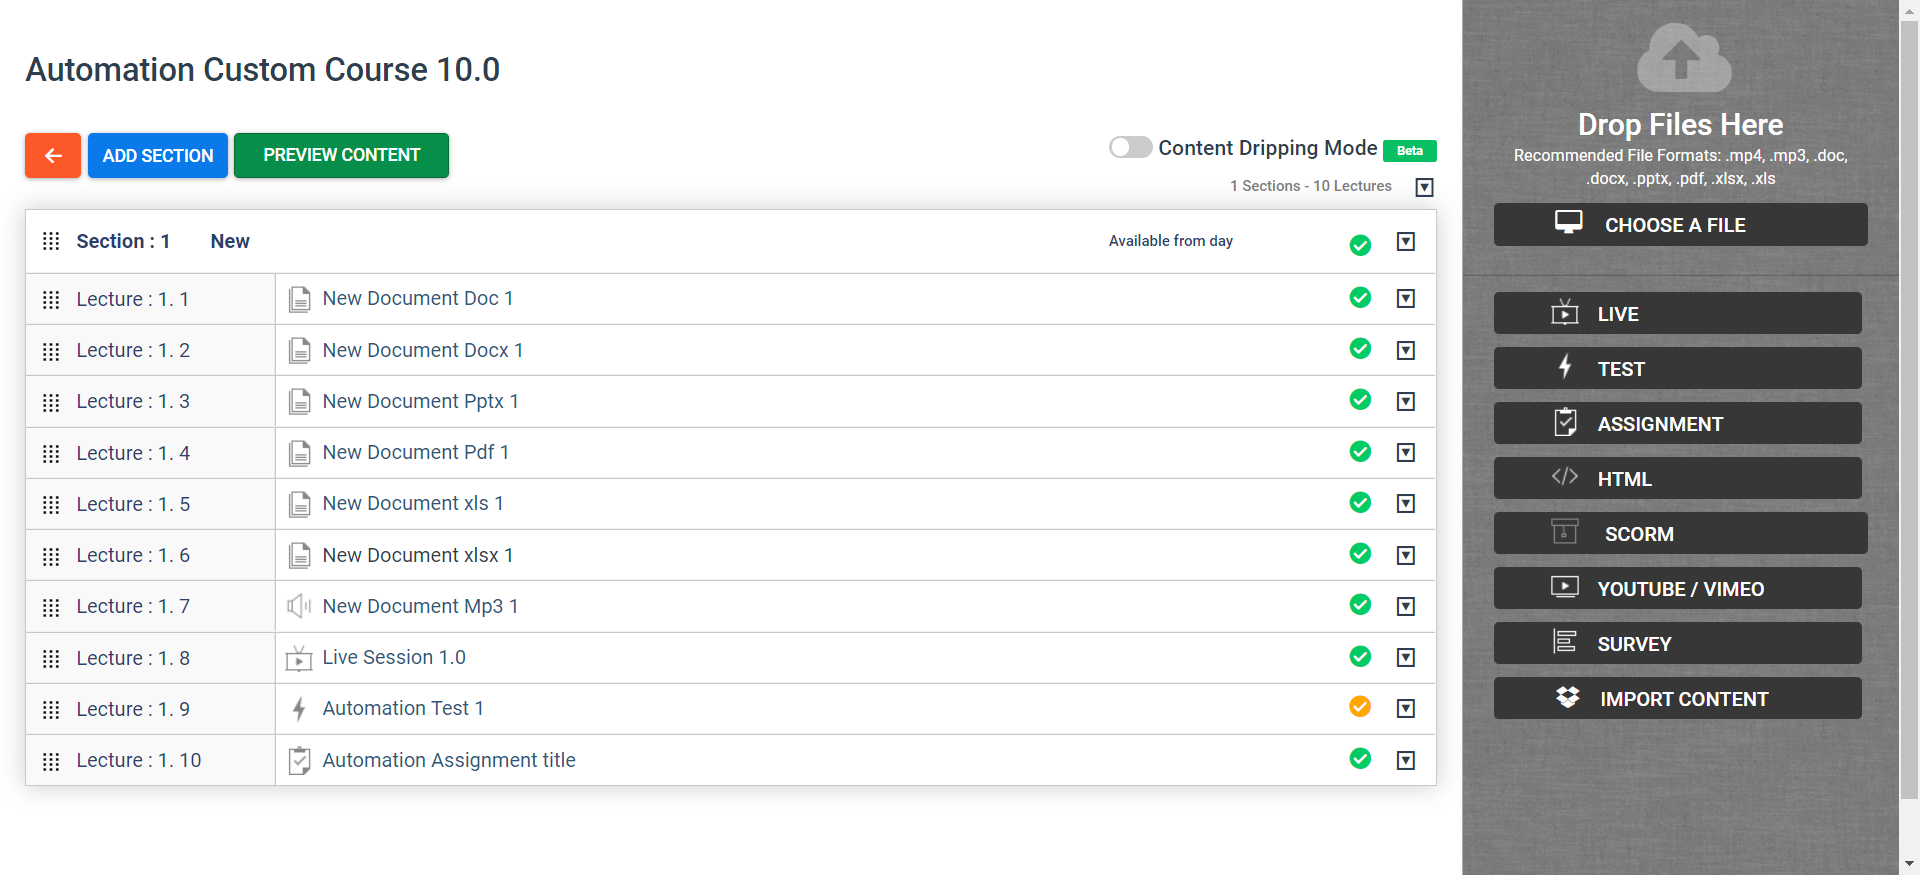 Automation Custom Course 10.0
ADD SECTION
PREVIEW CONTENT
Content Dripping Mode Beta
1 Sections - 10 Lectures
Section : 1 New Available from day
Lecture : 1. 1 New Document Doc 1
Lecture : 1. 2 New Document Docx 1
Lecture : 1. 3 New Document Pptx 1
Lecture : 1. 4 New Document Pdf 1
Lecture : 1. 5 New Document xls 1
Lecture : 1. 6 New Document xlsx 1
Lecture : 1. 7 New Document Mp3 1
Lecture : 1. 8 Live Session 1.0
Lecture : 1. 9 Automation Test 1
Lecture : 1. 10 Automation Assignment title
Drop Files Here
Recommended File Formats: .mp4, .mp3, .doc,
.docx, .pptx, .pdf, .xlsx, .xls
CHOOSE A FILE
LIVE
TEST
ASSIGNMENT
HTML
SCORM
YOUTUBE / VIMEO
SURVEY
IMPORT CONTENT